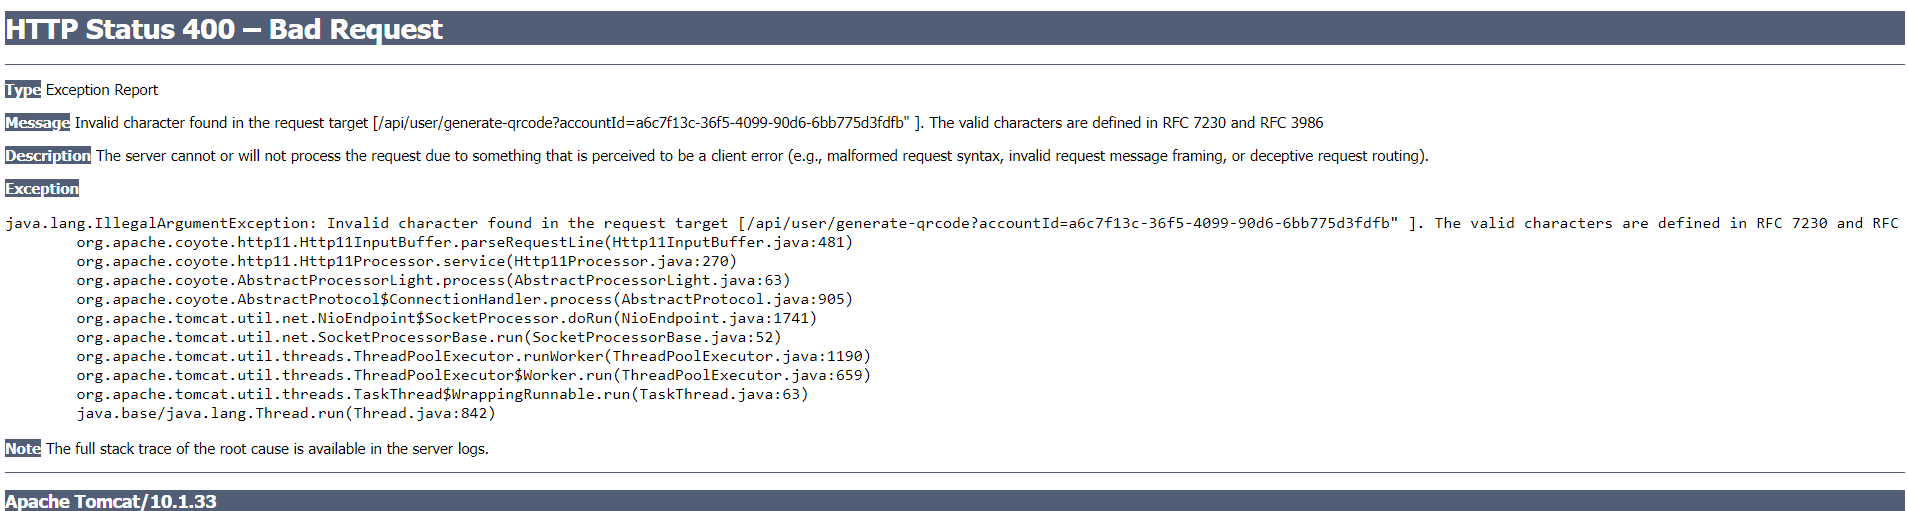 HTTP Status 400 – Bad Request
Type Exception Report
Message Invalid character found in the request target [/api/user/generate-qrcode?accountId=a6c7f13c-36f5-4099-90d6-6bb775d3fdfb" ]. The valid characters are defined in RFC 7230 and RFC 3986
Description The server cannot or will not process the request due to something that is perceived to be a client error (e.g., malformed request syntax, invalid request message framing, or deceptive request routing).
Exception
java.lang.IllegalArgumentException: Invalid character found in the request target [/api/user/generate-qrcode?accountId=a6c7f13c-36f5-4099-90d6-6bb775d3fdfb" ]. The valid characters are defined in RFC 7230 and RFC
org.apache.coyote.http11.Http11InputBuffer.parseRequestLine(Http11InputBuffer.java:481)
org.apache.coyote.http11.Http11Processor.service(Http11Processor.java:270)
org.apache.coyote.AbstractProcessorLight.process(AbstractProcessorLight.java:63)
org.apache.coyote.AbstractProtocol$ConnectionHandler.process(AbstractProtocol.java:905)
org.apache.tomcat.util.net.NioEndpoint$SocketProcessor.doRun(NioEndpoint.java:1741)
org.apache.tomcat.util.net.SocketProcessorBase.run(SocketProcessorBase.java:52)
org.apache.tomcat.util.threads.ThreadPoolExecutor.runWorker(ThreadPoolExecutor.java:1190)
org.apache.tomcat.util.threads.ThreadPoolExecutor$Worker.run(ThreadPoolExecutor.java:659)
org.apache.tomcat.util.threads.TaskThread$WrappingRunnable.run(TaskThread.java:63)
java.base/java.lang.Thread.run(Thread.java:842)
Note The full stack trace of the root cause is available in the server logs.
Apache Tomcat/10.1.33